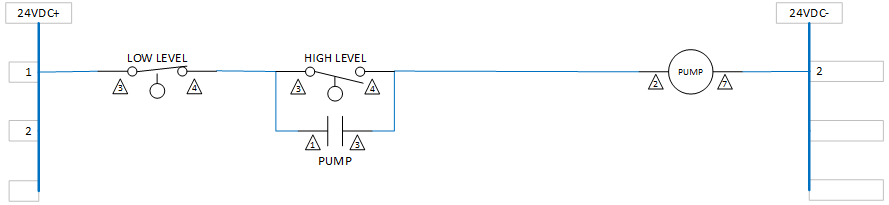 24VDC+ 24VDC-
LOW LEVEL HIGH LEVEL
1 PUMP 2
3 4 3 4 2 7
2
1 3
PUMP